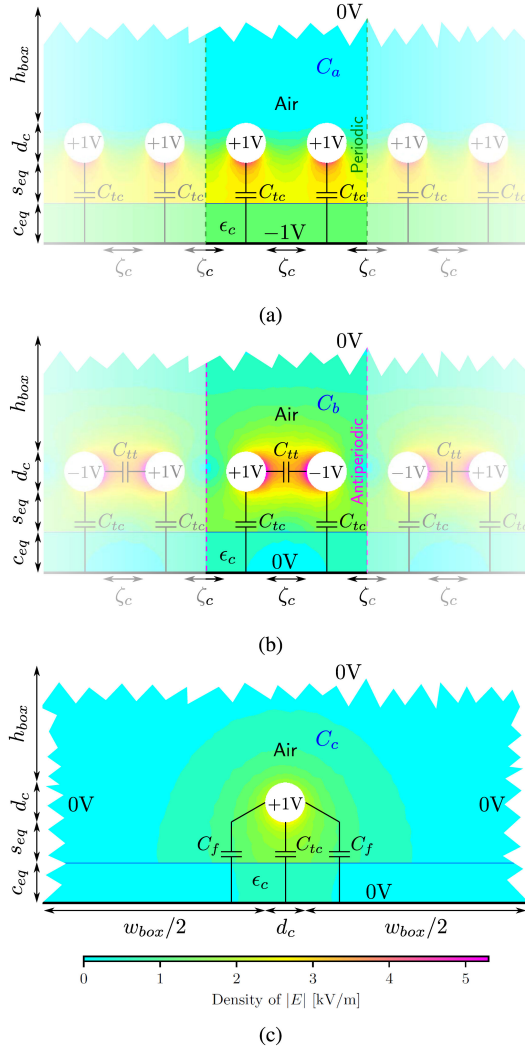 0V
h_box
C_a
Air
d_c
+1V +1V +1V +1V +1V +1V
Periodic
s_eq
C_tc C_tc C_tc C_tc C_tc C_tc
c_eq
ϵ_c
−1V
ζ_c ζ_c ζ_c ζ_c ζ_c
(a)
0V
h_box
C_b
Air
C_tt C_tt C_tt
d_c
−1V +1V +1V −1V −1V +1V
Antiperiodic
s_eq
C_tc C_tc C_tc C_tc C_tc C_tc
c_eq
ϵ_c
0V
ζ_c ζ_c ζ_c ζ_c ζ_c
(b)
0V
h_box
C_c
Air
d_c
0V +1V 0V
s_eq
C_f C_tc C_f
c_eq
ϵ_c
0V
w_box/2 d_c w_box/2
0 1 2 3 4 5
Density of |E| [kV/m]
(c)